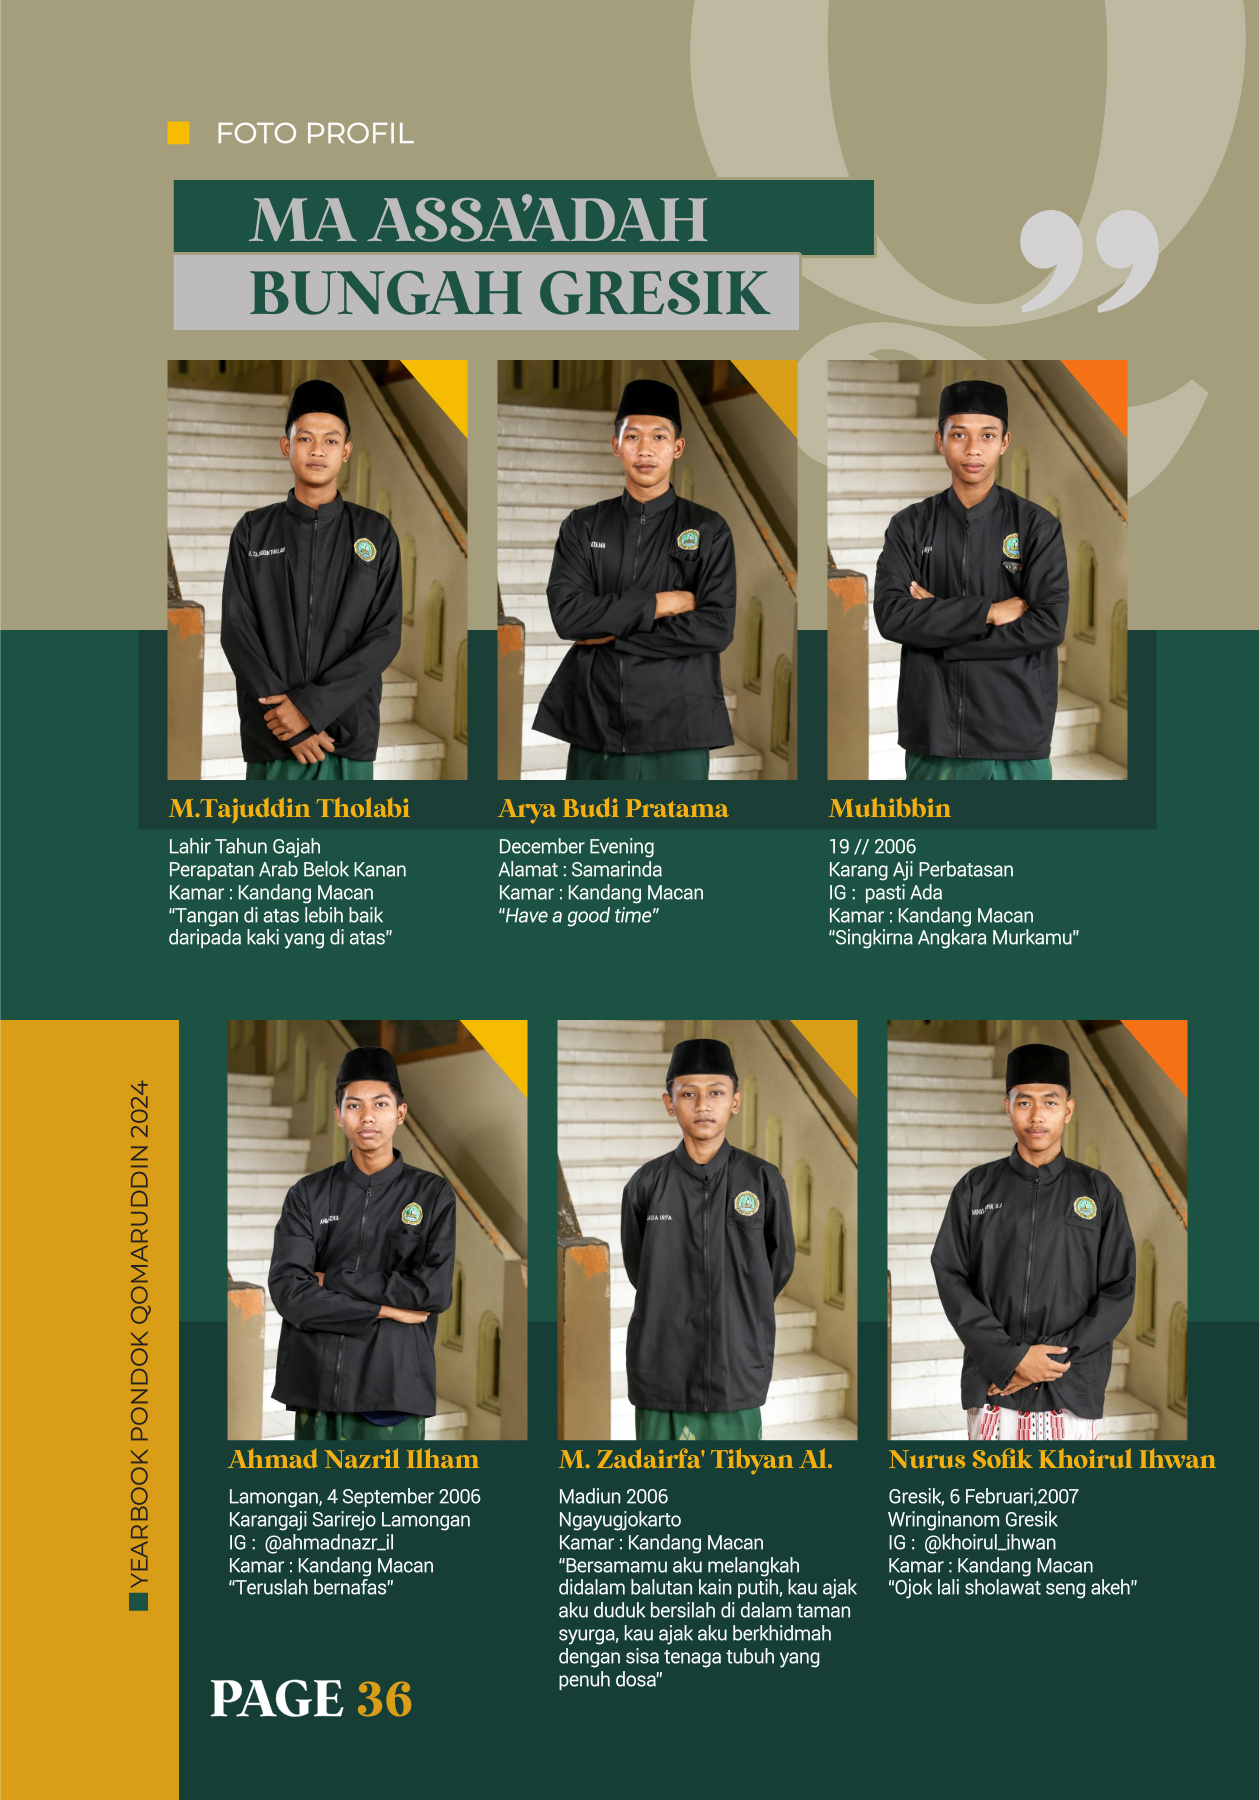 FOTO PROFIL
MA ASSA’ADAH
BUNGAH GRESIK
”
M.Tajuddin Tholabi
Lahir Tahun Gajah
Perapatan Arab Belok Kanan
Kamar : Kandang Macan
“Tangan di atas lebih baik
daripada kaki yang di atas”
ATAMA
Arya Budi Pratama
December Evening
Alamat : Samarinda
Kamar : Kandang Macan
“Have a good time”
Muhibbin
19 // 2006
Karang Aji Perbatasan
IG : pasti Ada
Kamar : Kandang Macan
“Singkirna Angkara Murkamu”
Ahmad Nazril Ilham
Lamongan, 4 September 2006
Karangaji Sarirejo Lamongan
IG : @ahmadnazr_il
Kamar : Kandang Macan
“Teruslah bernafas”
M. Zadairfa' Tibyan Al.
Madiun 2006
Ngayugjokarto
Kamar : Kandang Macan
“Bersamamu aku melangkah
didalam balutan kain putih, kau ajak
aku duduk bersilah di dalam taman
syurga, kau ajak aku berkhidmah
dengan sisa tenaga tubuh yang
penuh dosa”
Nurus Sofik Khoirul Ihwan
Gresik, 6 Februari,2007
Wringinanom Gresik
IG : @khoirul_ihwan
Kamar : Kandang Macan
“Ojok lali sholawat seng akeh”
YEARBOOK PONDOK QOMARUDDIN 2024
PAGE 36